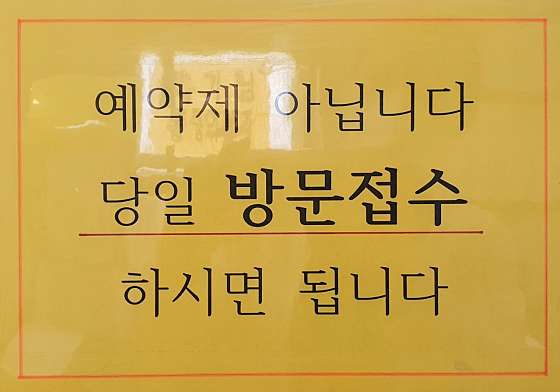 예약제 아닙니다
당일 방문접수
하시면 됩니다